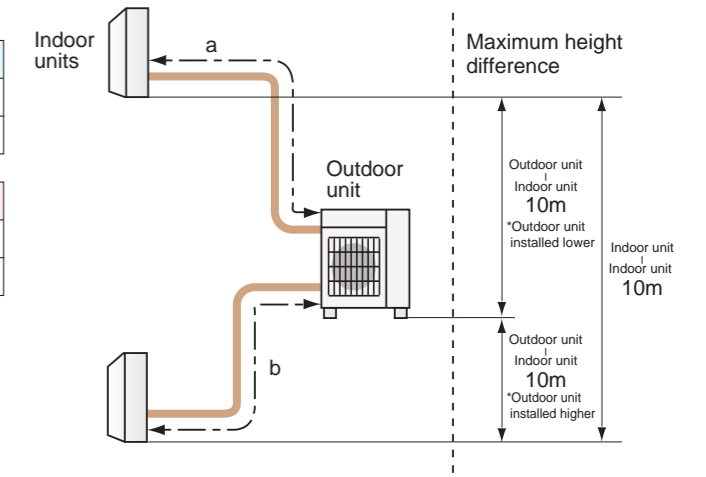 Indoor
units
a
Maximum height
difference
Outdoor
unit
Outdoor unit
Indoor unit
10m
*Outdoor unit
installed lower
Indoor unit
Indoor unit
10m
Outdoor unit
Indoor unit
10m
*Outdoor unit
installed higher
b